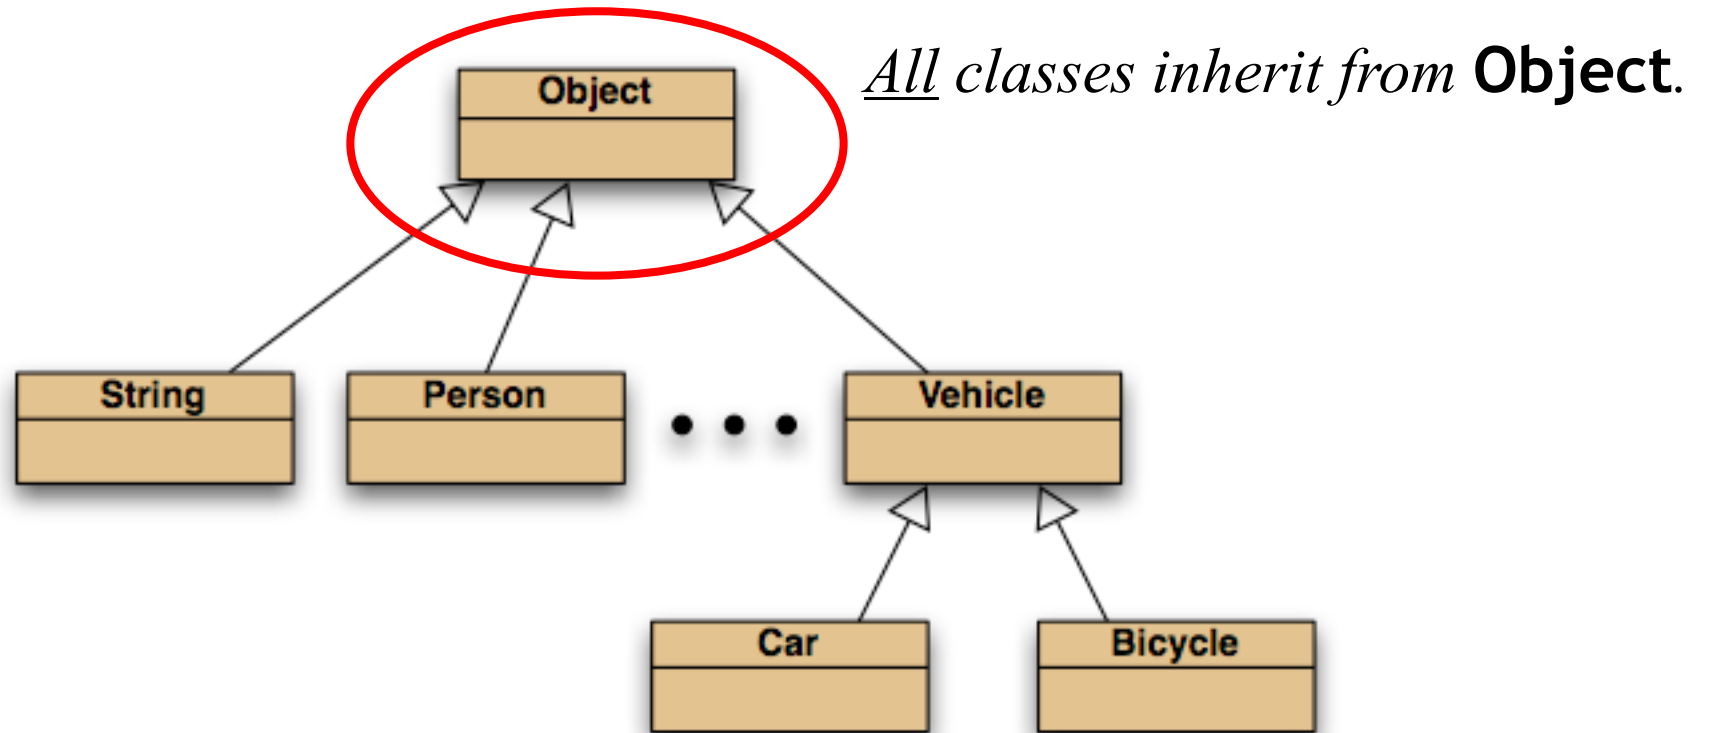 Object
All classes inherit from Object.
String
Person
Vehicle
Car
Bicycle